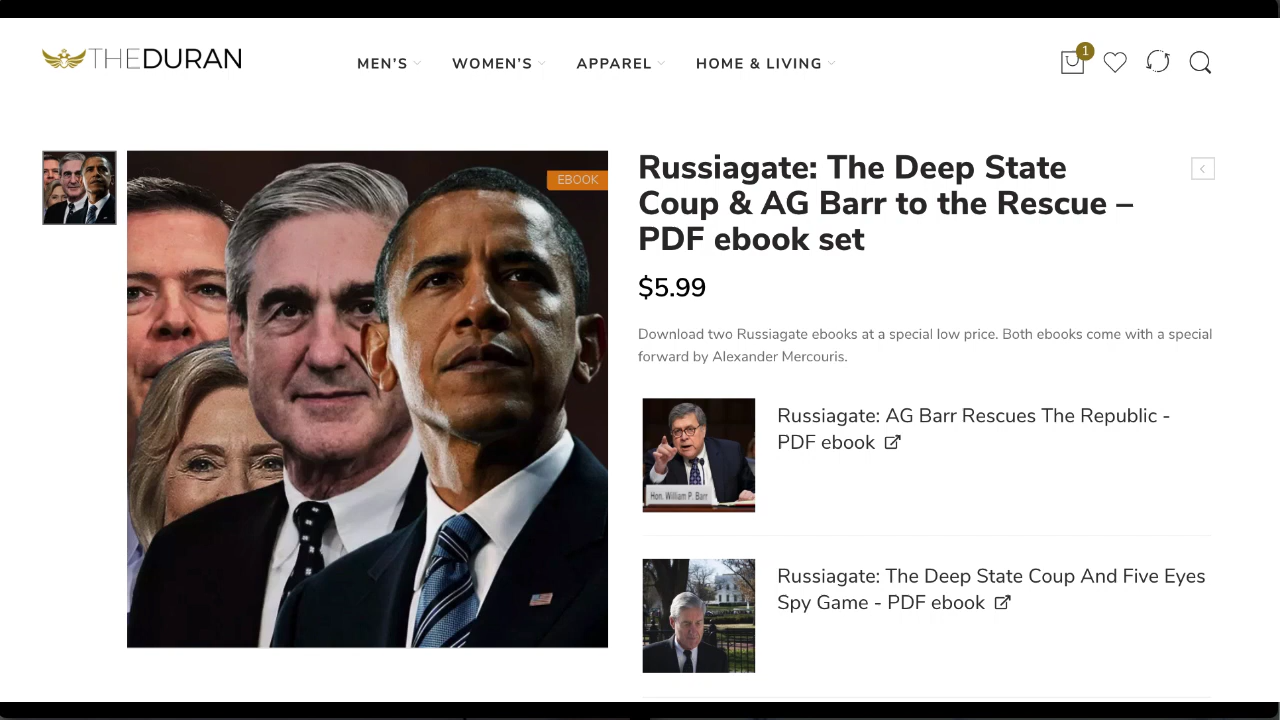 THEDURAN
MEN'S
WOMEN'S
APPAREL
HOME & LIVING
1
EBOOK
Russiagate: The Deep State
Coup & AG Barr to the Rescue –
PDF ebook set
$5.99
Download two Russiagate ebooks at a special low price. Both ebooks come with a special
forward by Alexander Mercouris.
Russiagate: AG Barr Rescues The Republic -
PDF ebook
Hon. William P. Barr
Russiagate: The Deep State Coup And Five Eyes
Spy Game - PDF ebook